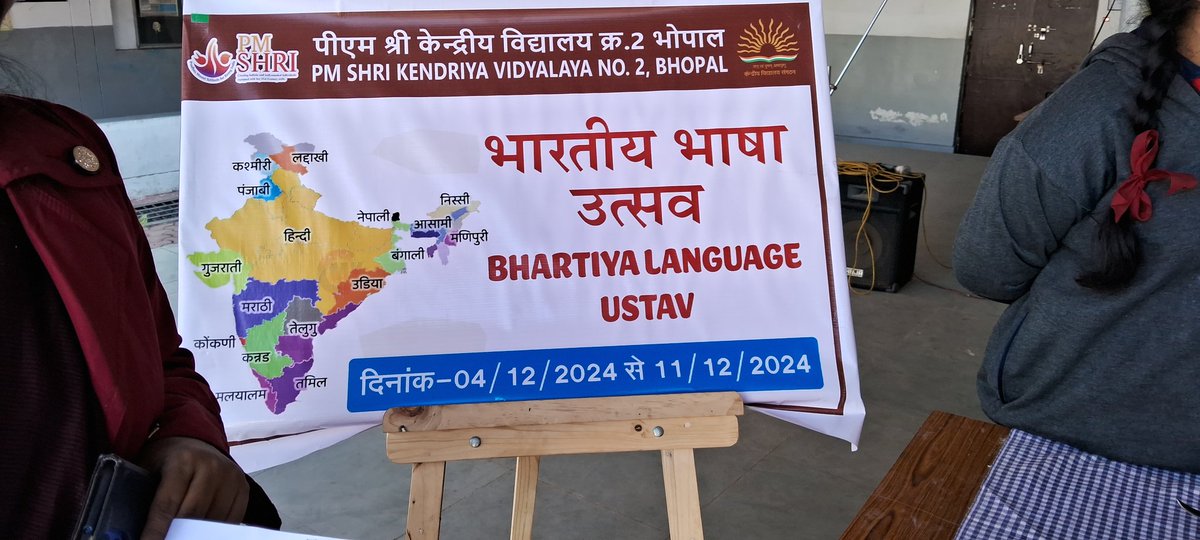 PM SHRI
पीएम श्री केन्द्रीय विद्यालय क्र.2 भोपाल
PM SHRI KENDRIYA VIDYALAYA NO. 2, BHOPAL
केन्द्रीय विद्यालय संगठन
भारतीय भाषा
उत्सव
BHARTIYA LANGUAGE
USTAV
दिनांक-04/12/2024 से 11/12/2024
कश्मीरी
लद्दाखी
पंजाबी
हिन्दी
नेपाली
निस्सी
आसामी
मणिपुरी
बंगाली
गुजराती
उडिया
मराठी
तेलुगु
कोंकणी
कन्नड
तमिल
मलयालम